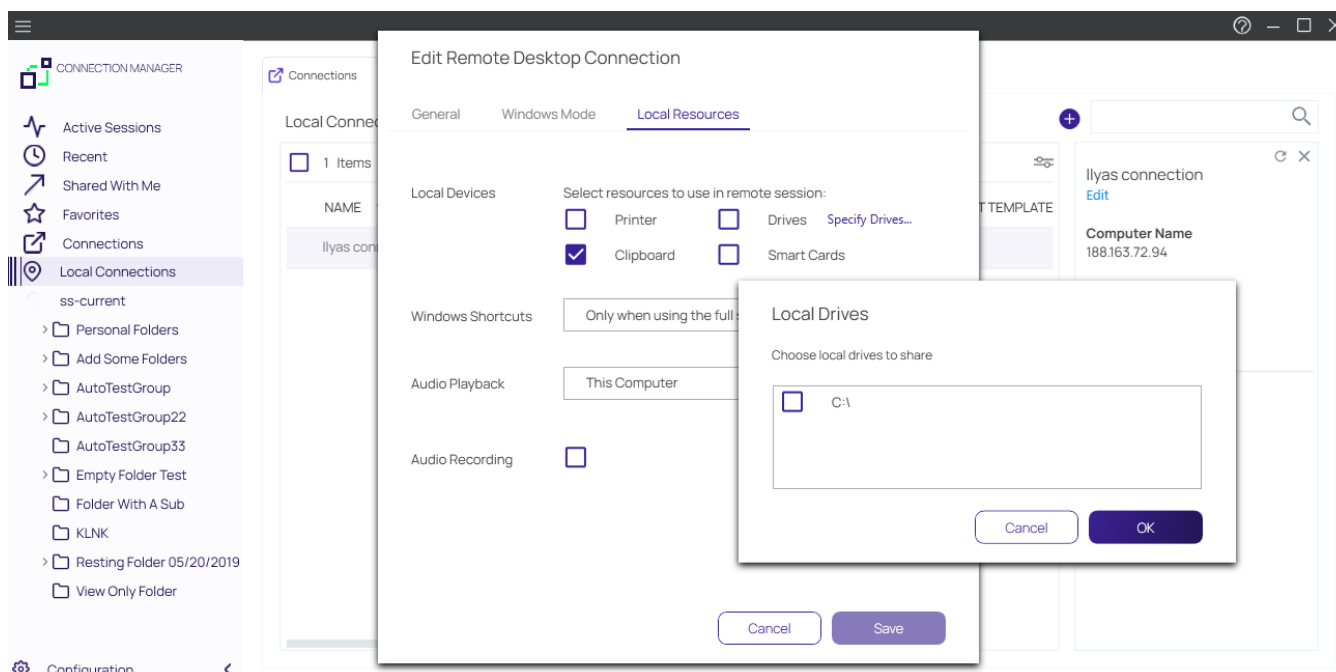 CONNECTION MANAGER
Active Sessions
Recent
Shared With Me
Favorites
Connections
Local Connections
ss-current
Personal Folders
Add Some Folders
AutoTestGroup
AutoTestGroup22
AutoTestGroup33
Empty Folder Test
Folder With A Sub
KLNK
Resting Folder 05/20/2019
View Only Folder
Configuration
Connections
Local Connec
1 Items
NAME
T TEMPLATE
Ilyas con
Edit Remote Desktop Connection
General Windows Mode Local Resources
Local Devices
Select resources to use in remote session:
Printer Drives Specify Drives...
Clipboard Smart Cards
Windows Shortcuts Only when using the full s
Audio Playback This Computer
Audio Recording
Cancel Save
Local Drives
Choose local drives to share
C:\
Cancel OK
Ilyas connection
Edit
Computer Name
188.163.72.94